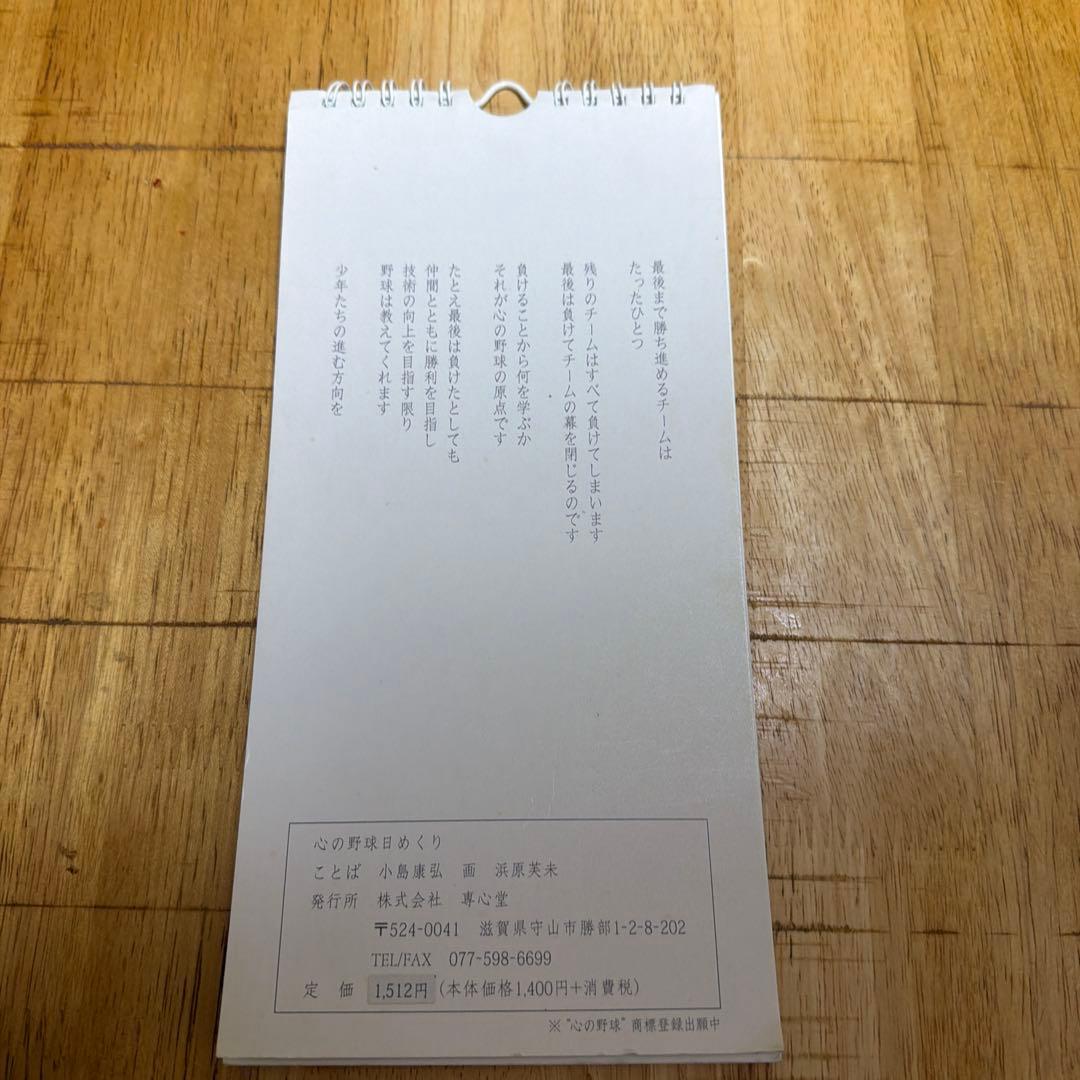 最後まで勝ち進めるチームは
たったひとつ
残りのチームはすべて負けてしまいます
最後は負けてチームの幕を閉じるのです
負けることから何を学ぶか
それが心の野球の原点です
たとえ最後は負けたとしても
仲間とともに勝利を目指し
技術の向上を目指す限り
野球は教えてくれます
少年たちの進む方向を
心の野球日めくり
ことば 小島康弘 画 浜原芙未
発行所 株式会社 専心堂
〒524-0041 滋賀県守山市勝部1-2-8-202
TEL/FAX 077-598-6699
定 価 1,512円(本体価格1,400円+消費税)
※“心の野球”商標登録出願中